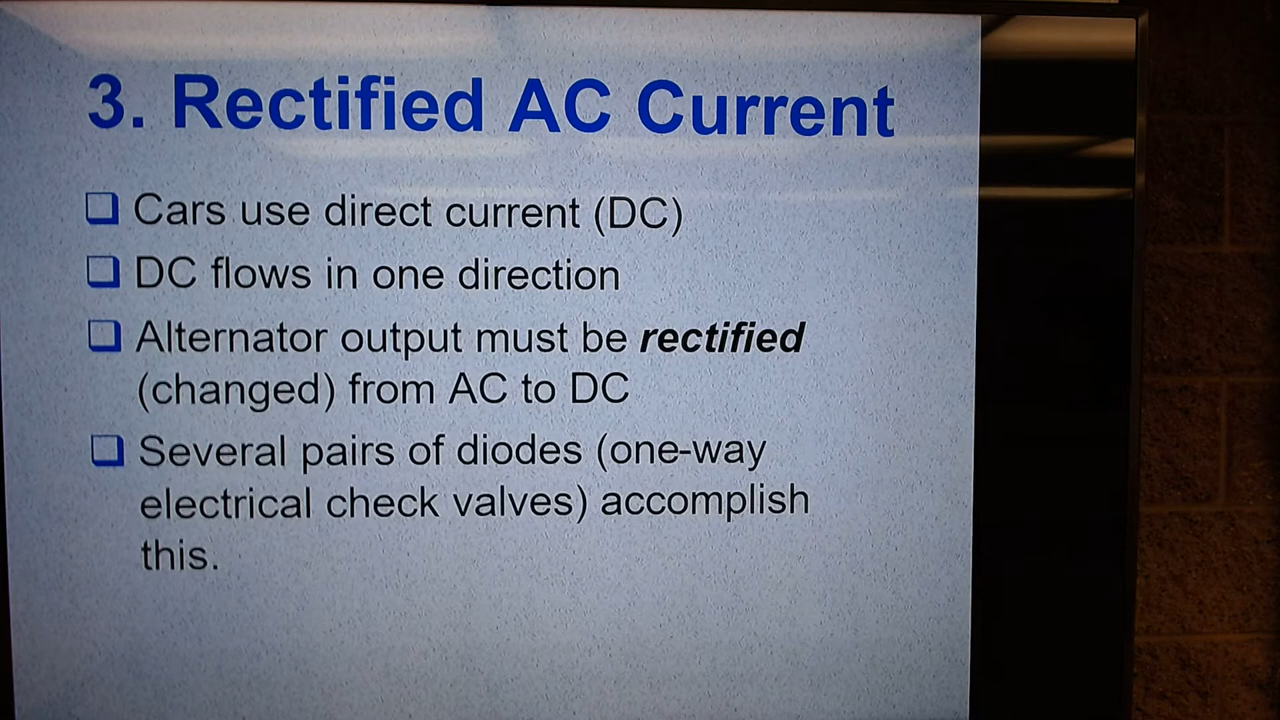 3. Rectified AC Current
Cars use direct current (DC)
DC flows in one direction
Alternator output must be rectified
(changed) from AC to DC
Several pairs of diodes (one-way
electrical check valves) accomplish
this.